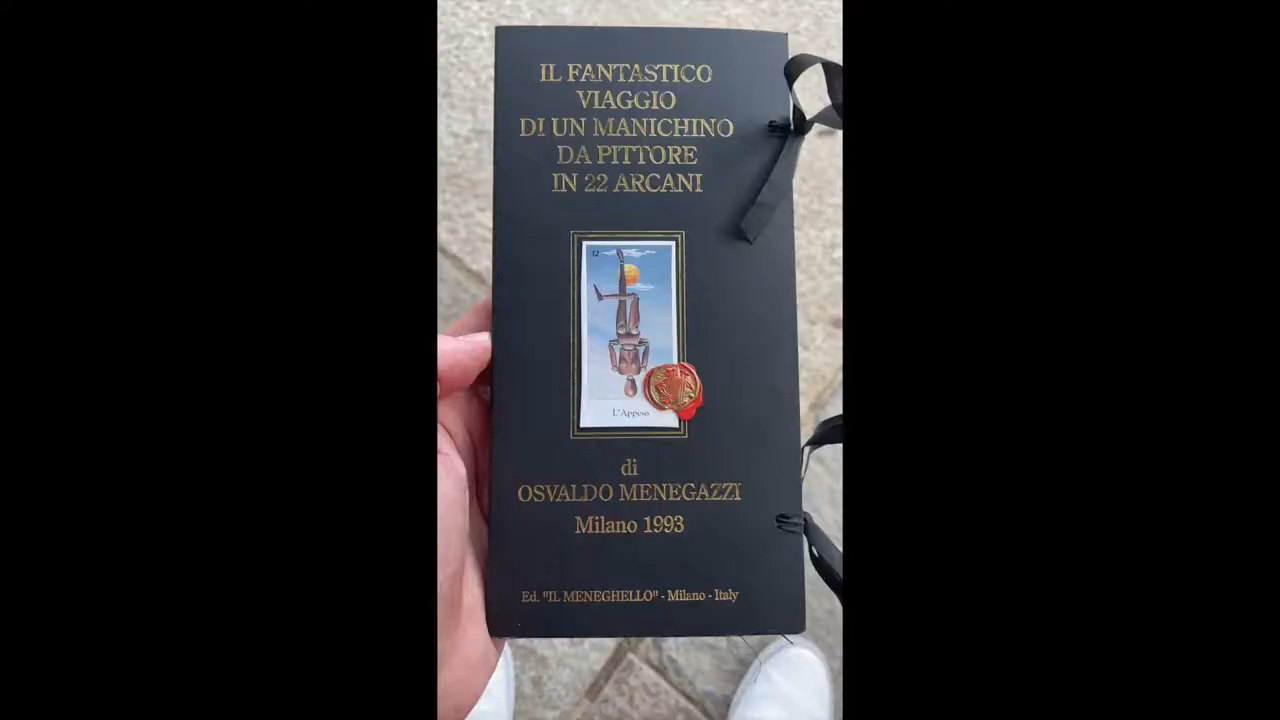 IL FANTASTICO
VIAGGIO
DI UN MANICHINO
DA PITTORE
IN 22 ARCANI
12
L'Appeso
di
OSVALDO MENEGAZZI
Milano 1993
Ed. "IL MENEGHELLO" - Milano - Italy